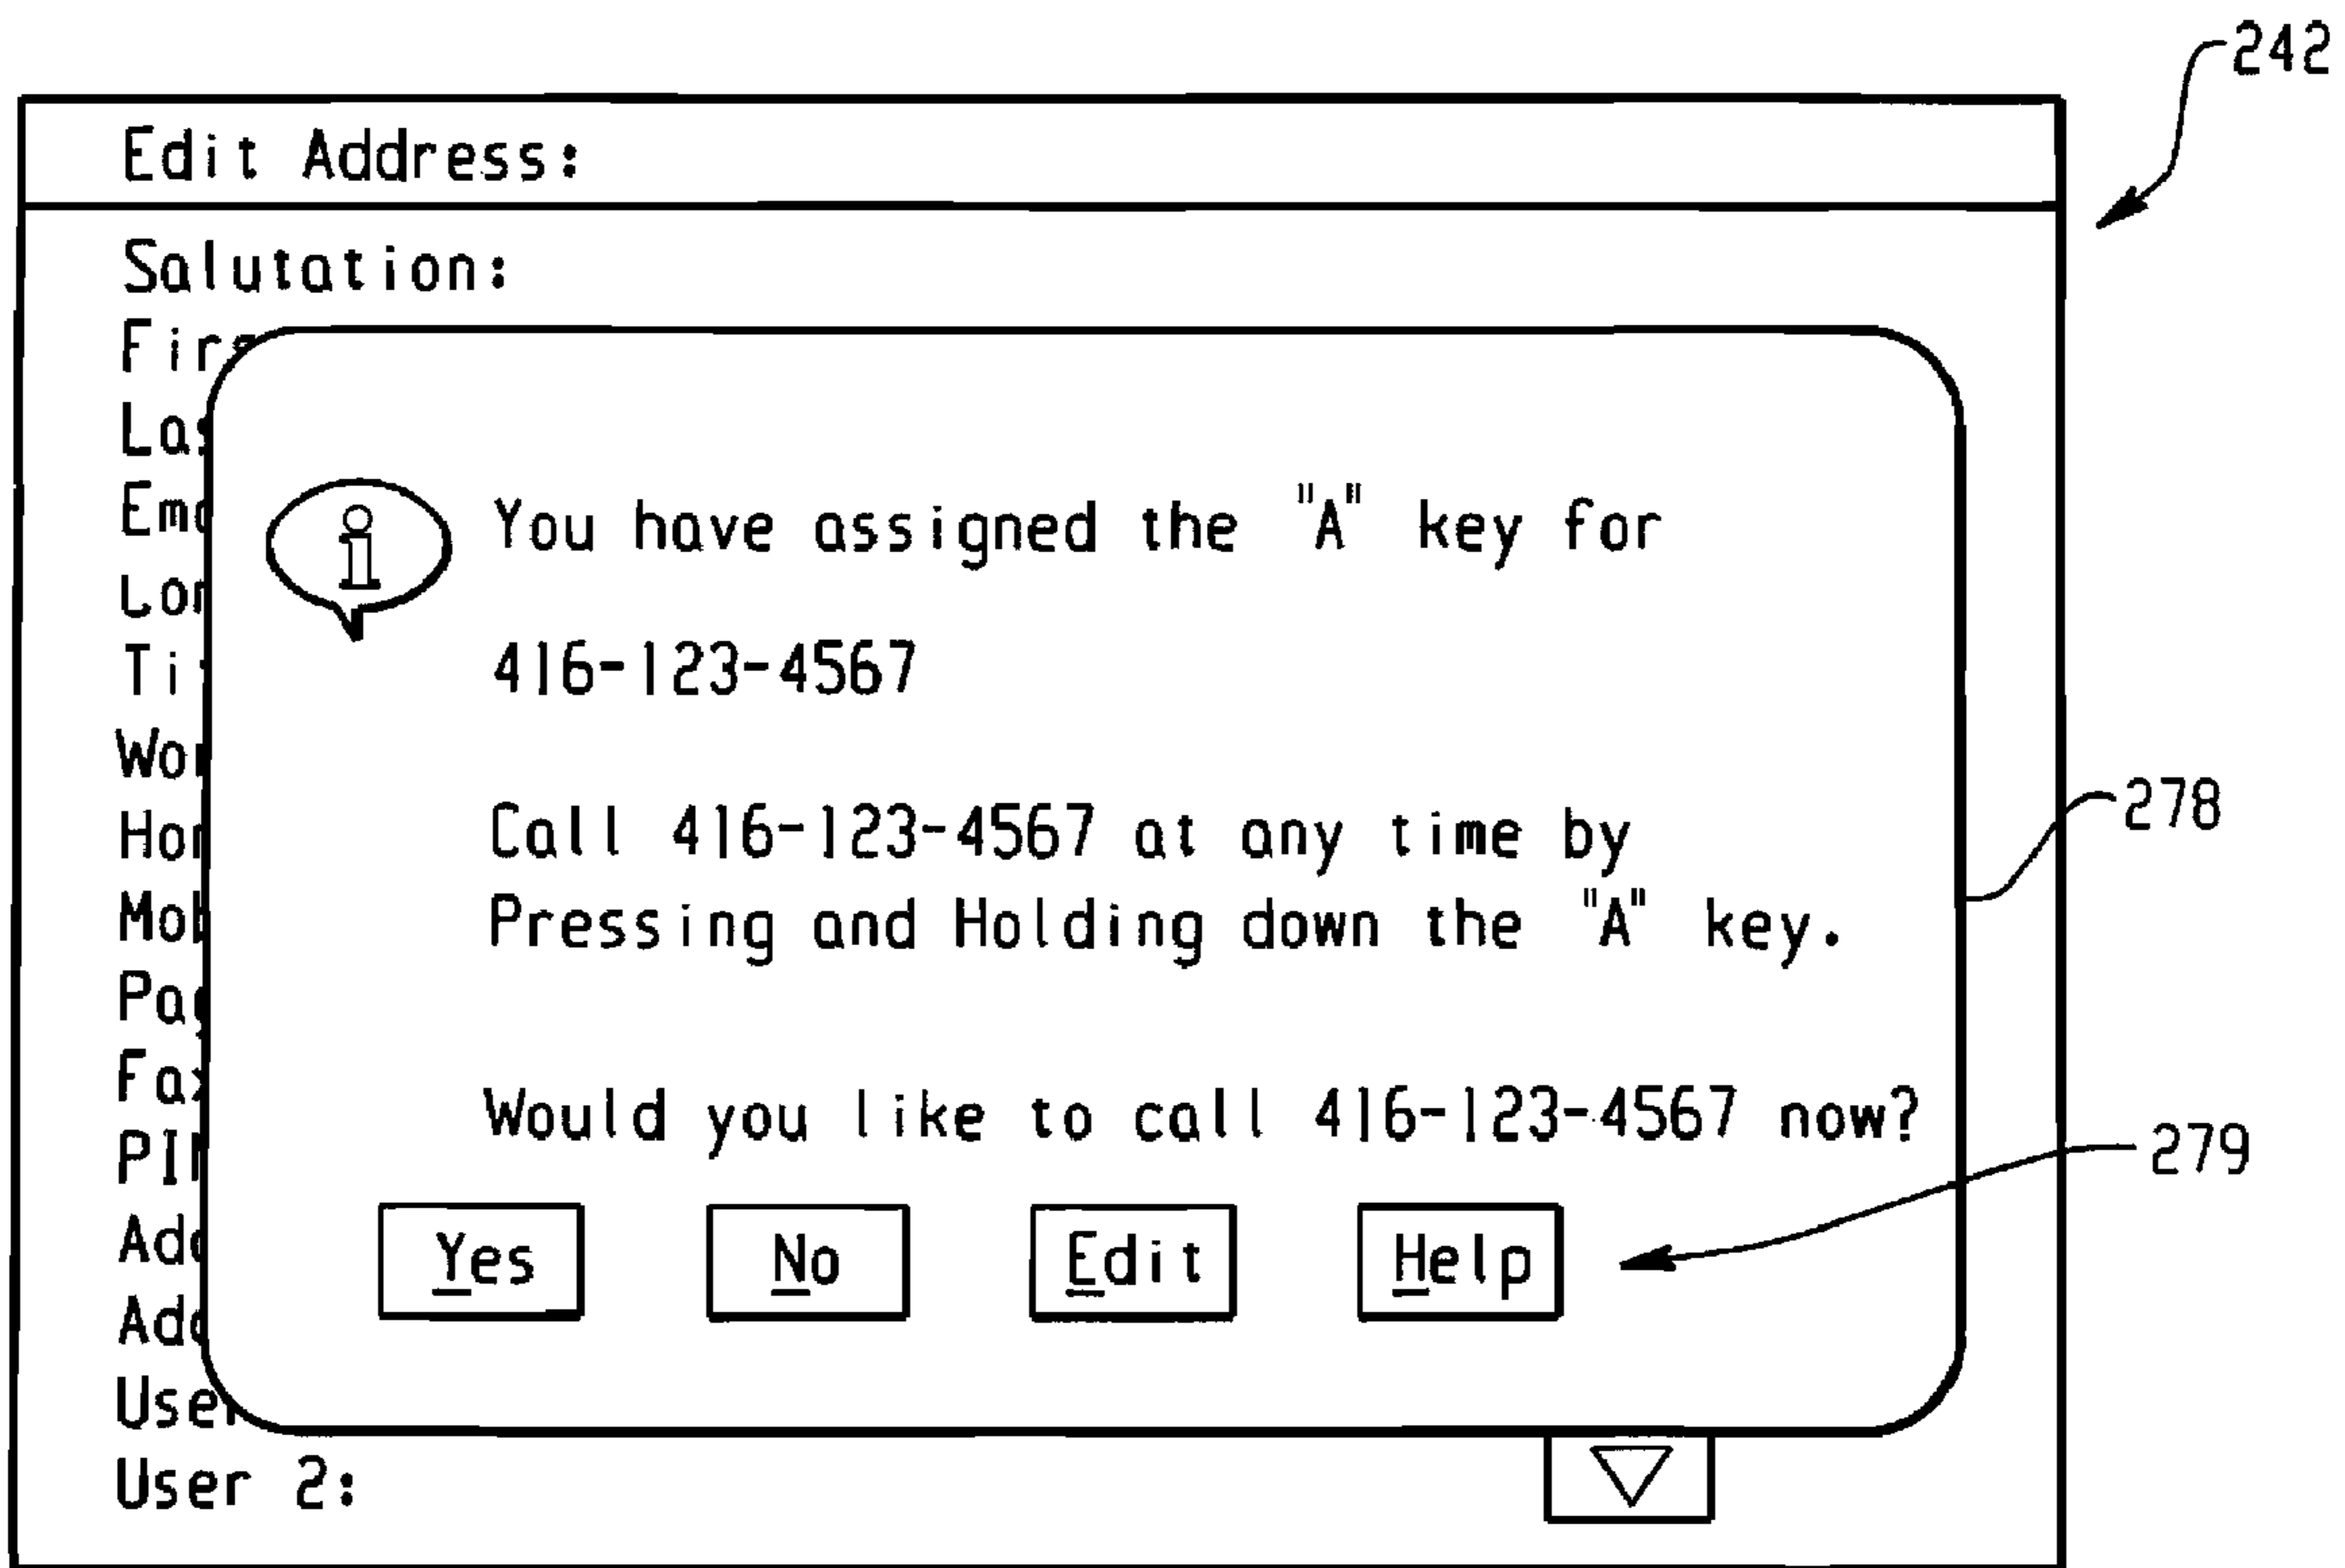 242
Edit Address:
Salutation:
You have assigned the "A" key for
416-123-4567
278
Call 416-123-4567 at any time by
Pressing and Holding down the "A" key.
Would you like to call 416-123-4567 now?
279
Yes No Edit Help
User
User 2: